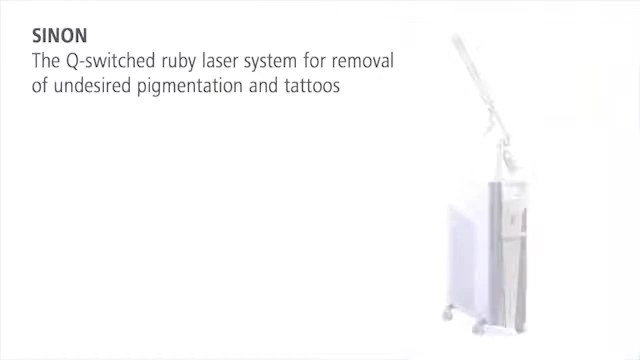 SINON
The Q-switched ruby laser system for removal
of undesired pigmentation and tattoos